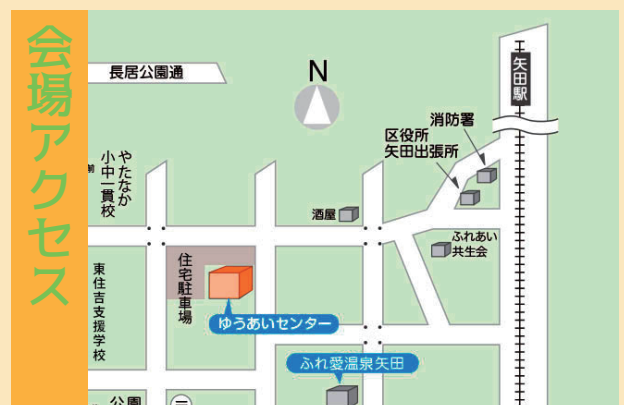 会場アクセス
長居公園通
N
矢田駅
消防署
区役所
矢田出張所
やたなか
小中一貫校
前
酒屋
ふれあい
共生会
住宅駐車場
東住吉支援学校
ゆうあいセンター
ふれ愛温泉矢田
公園